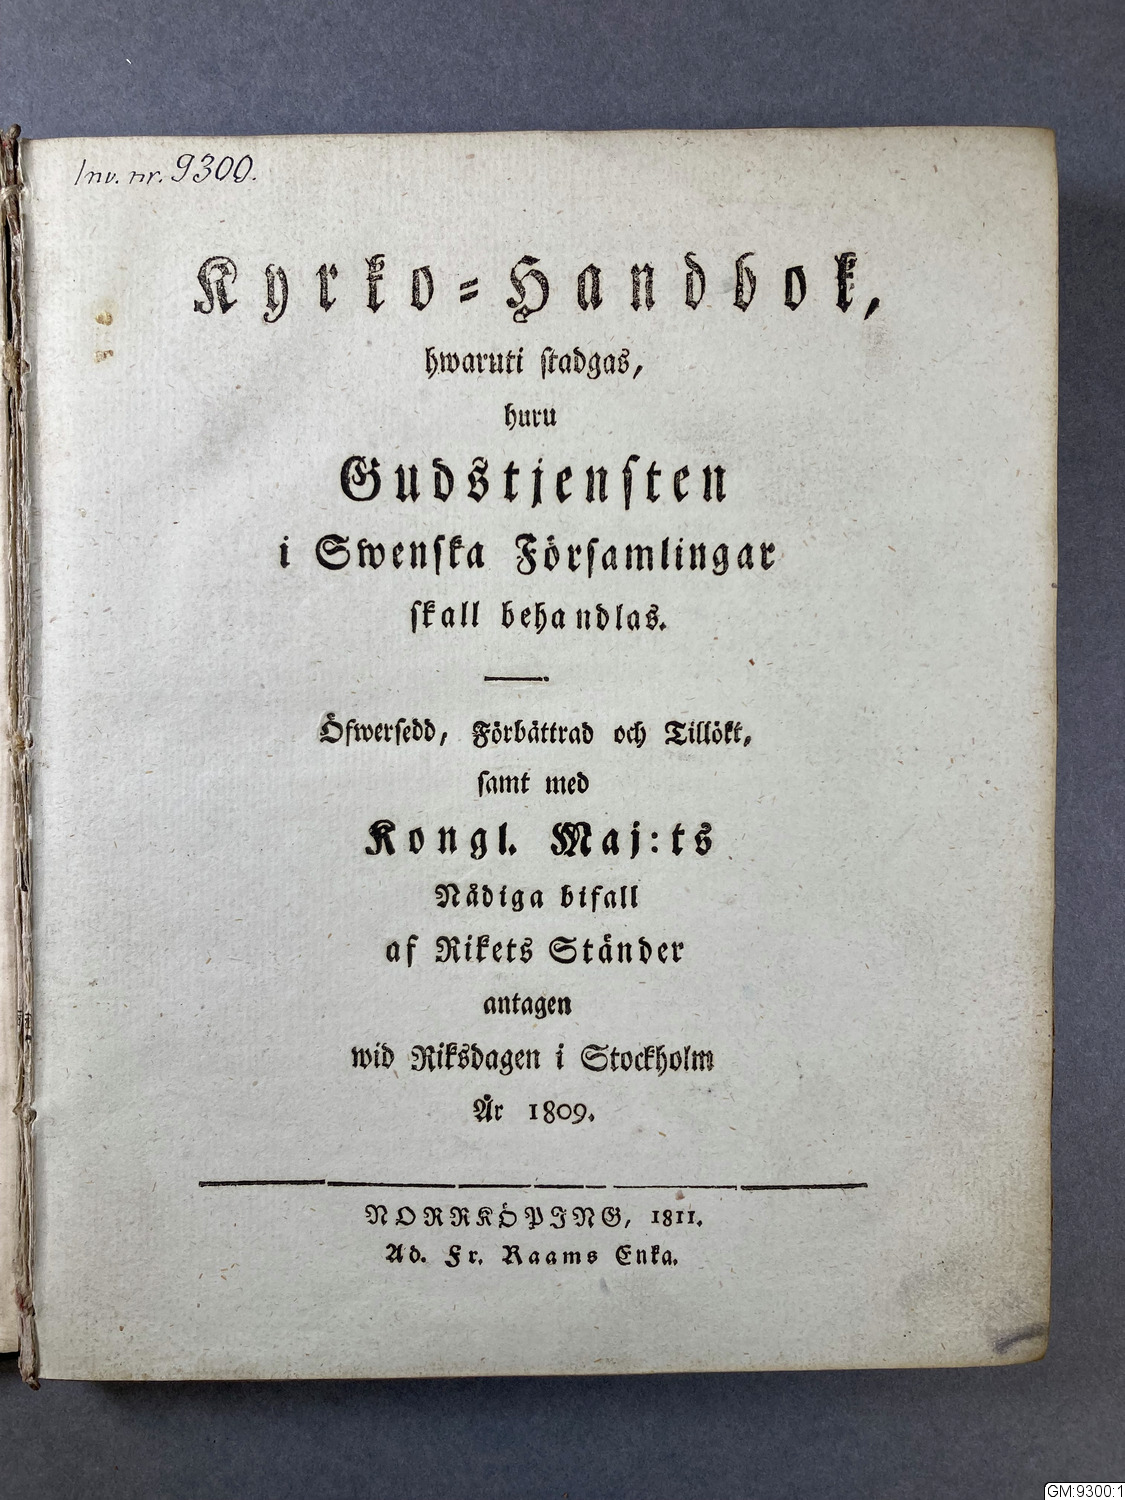 Inv. nr. 9300.
Kyrko-Handbok,
hwaruti stadgas,
huru
Gudstjensten
i Swenska Församlingar
skall behandlas.
Öfwersedd, Förbättrad och Tillökt,
samt med
Kongl. Maj:ts
Nådiga bifall
af Rikets Ständer
antagen
wid Riksdagen i Stockholm
År 1809.
NORRKÖPING, 1811.
Ad. Fr. Raams Enka.
GM:9300:1